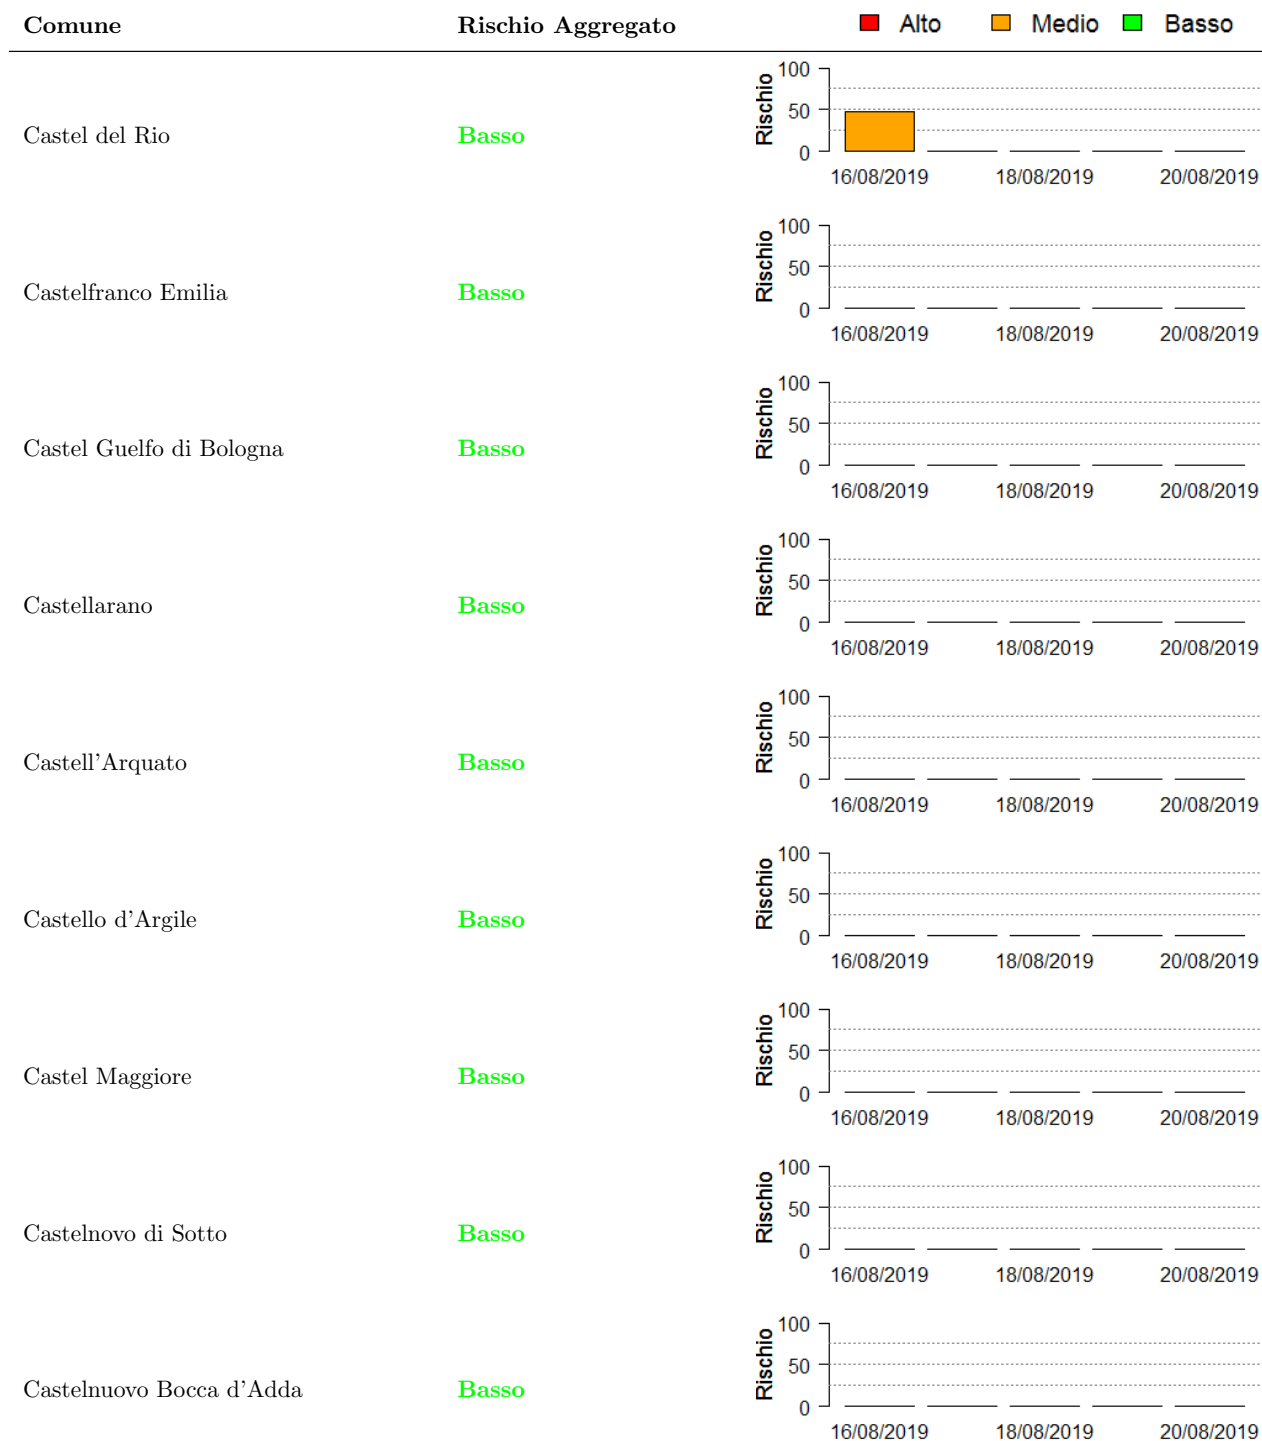 Comune Rischio Aggregato Alto Medio Basso
Castel del Rio Basso
Rischio
100
50
0
16/08/2019 18/08/2019 20/08/2019
Castelfranco Emilia Basso
Rischio
100
50
0
16/08/2019 18/08/2019 20/08/2019
Castel Guelfo di Bologna Basso
Rischio
100
50
0
16/08/2019 18/08/2019 20/08/2019
Castellarano Basso
Rischio
100
50
0
16/08/2019 18/08/2019 20/08/2019
Castell'Arquato Basso
Rischio
100
50
0
16/08/2019 18/08/2019 20/08/2019
Castello d'Argile Basso
Rischio
100
50
0
16/08/2019 18/08/2019 20/08/2019
Castel Maggiore Basso
Rischio
100
50
0
16/08/2019 18/08/2019 20/08/2019
Castelnovo di Sotto Basso
Rischio
100
50
0
16/08/2019 18/08/2019 20/08/2019
Castelnuovo Bocca d'Adda Basso
Rischio
100
50
0
16/08/2019 18/08/2019 20/08/2019